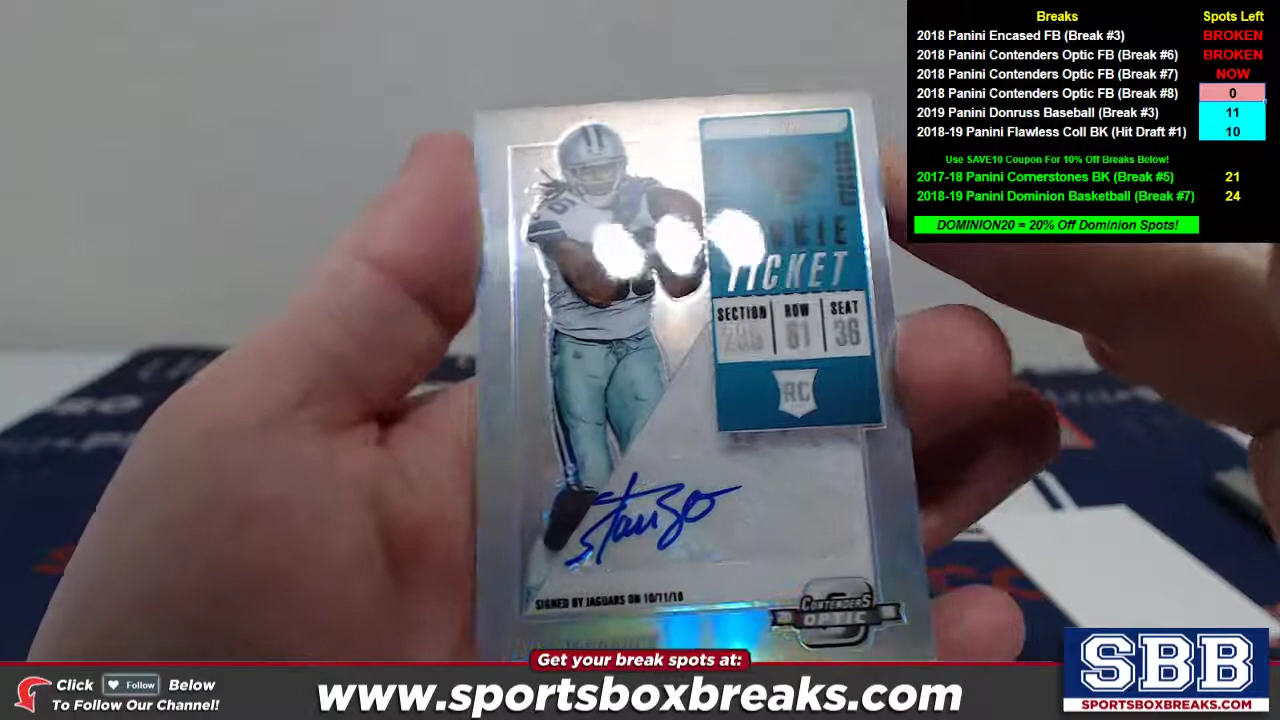 Breaks Spots Left
2018 Panini Encased FB (Break #3) BROKEN
2018 Panini Contenders Optic FB (Break #6) BROKEN
2018 Panini Contenders Optic FB (Break #7) NOW
2018 Panini Contenders Optic FB (Break #8) 0
2019 Panini Donruss Baseball (Break #3) 11
2018-19 Panini Flawless Coll BK (Hit Draft #1) 10
Use SAVE10 Coupon For 10% Off Breaks Below!
2017-18 Panini Cornerstones BK (Break #5) 21
2018-19 Panini Dominion Basketball (Break #7) 24
DOMINION20 = 20% Off Dominion Spots!
TICKET
SECTION ROW SEAT
81 36
RC
SIGNED BY JAGUARS ON 10/11/18
CONTENDERS
OPTIC
Get your break spots at:
Click Follow Below
To Follow Our Channel!
www.sportsboxbreaks.com
SBB
SPORTSBOXBREAKS.COM